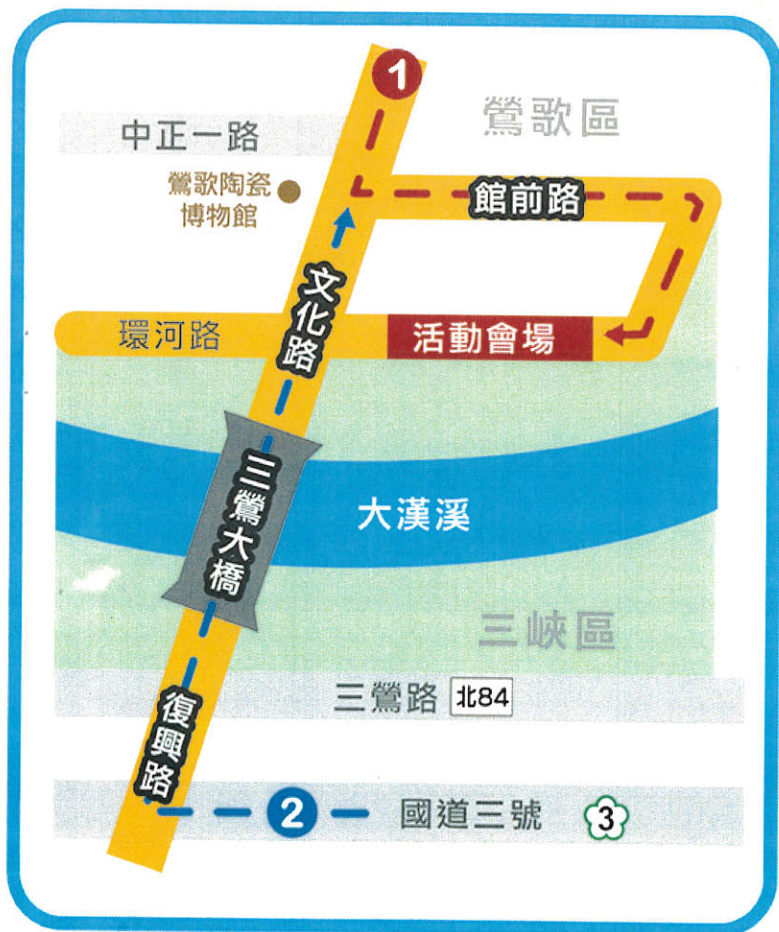 1
鶯歌區
中正一路
鶯歌陶瓷
博物館
館前路
文化路
環河路
活動會場
三鶯大橋
大漢溪
三峽區
三鶯路 北84
復興路
2
國道三號 3